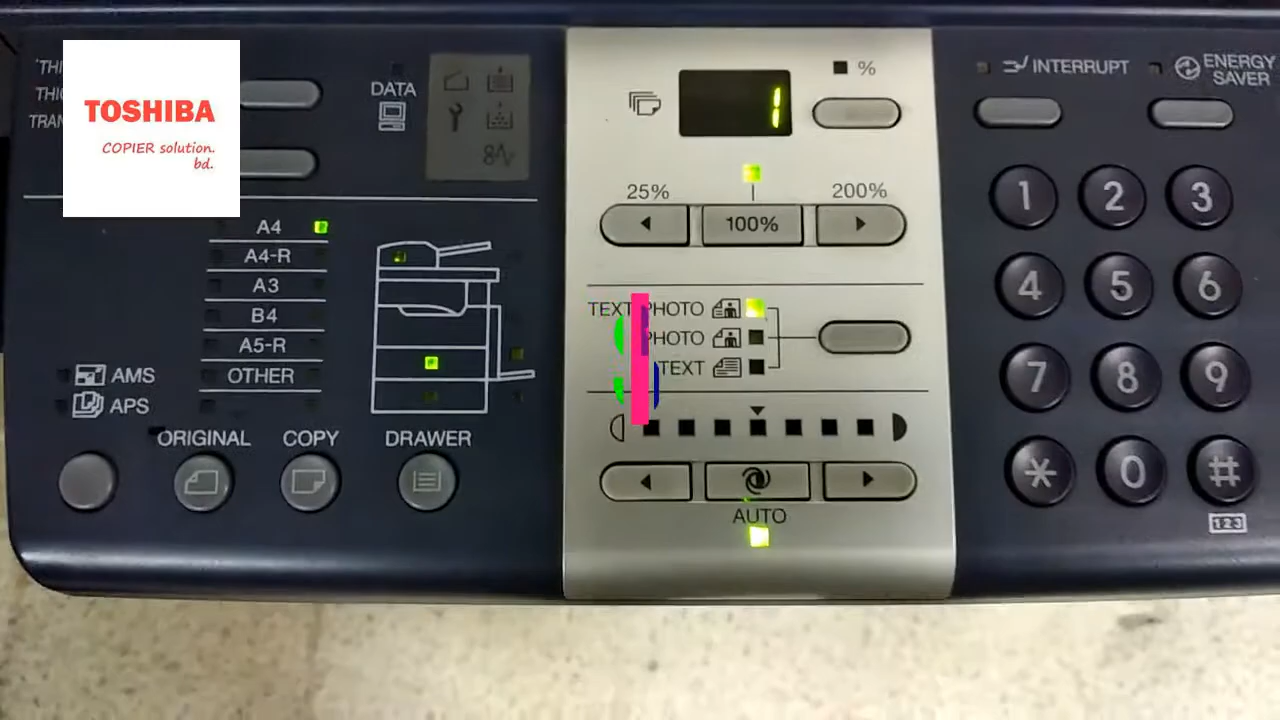 TOSHIBA
COPIER solution.
bd.
DATA
A4
A4-R
A3
B4
A5-R
OTHER
AMS
APS
ORIGINAL
COPY
DRAWER
1
%
25%
200%
100%
TEXT PHOTO
PHOTO
TEXT
AUTO
INTERRUPT
ENERGY
SAVER
1 2 3
4 5 6
7 8 9
* 0 #
123